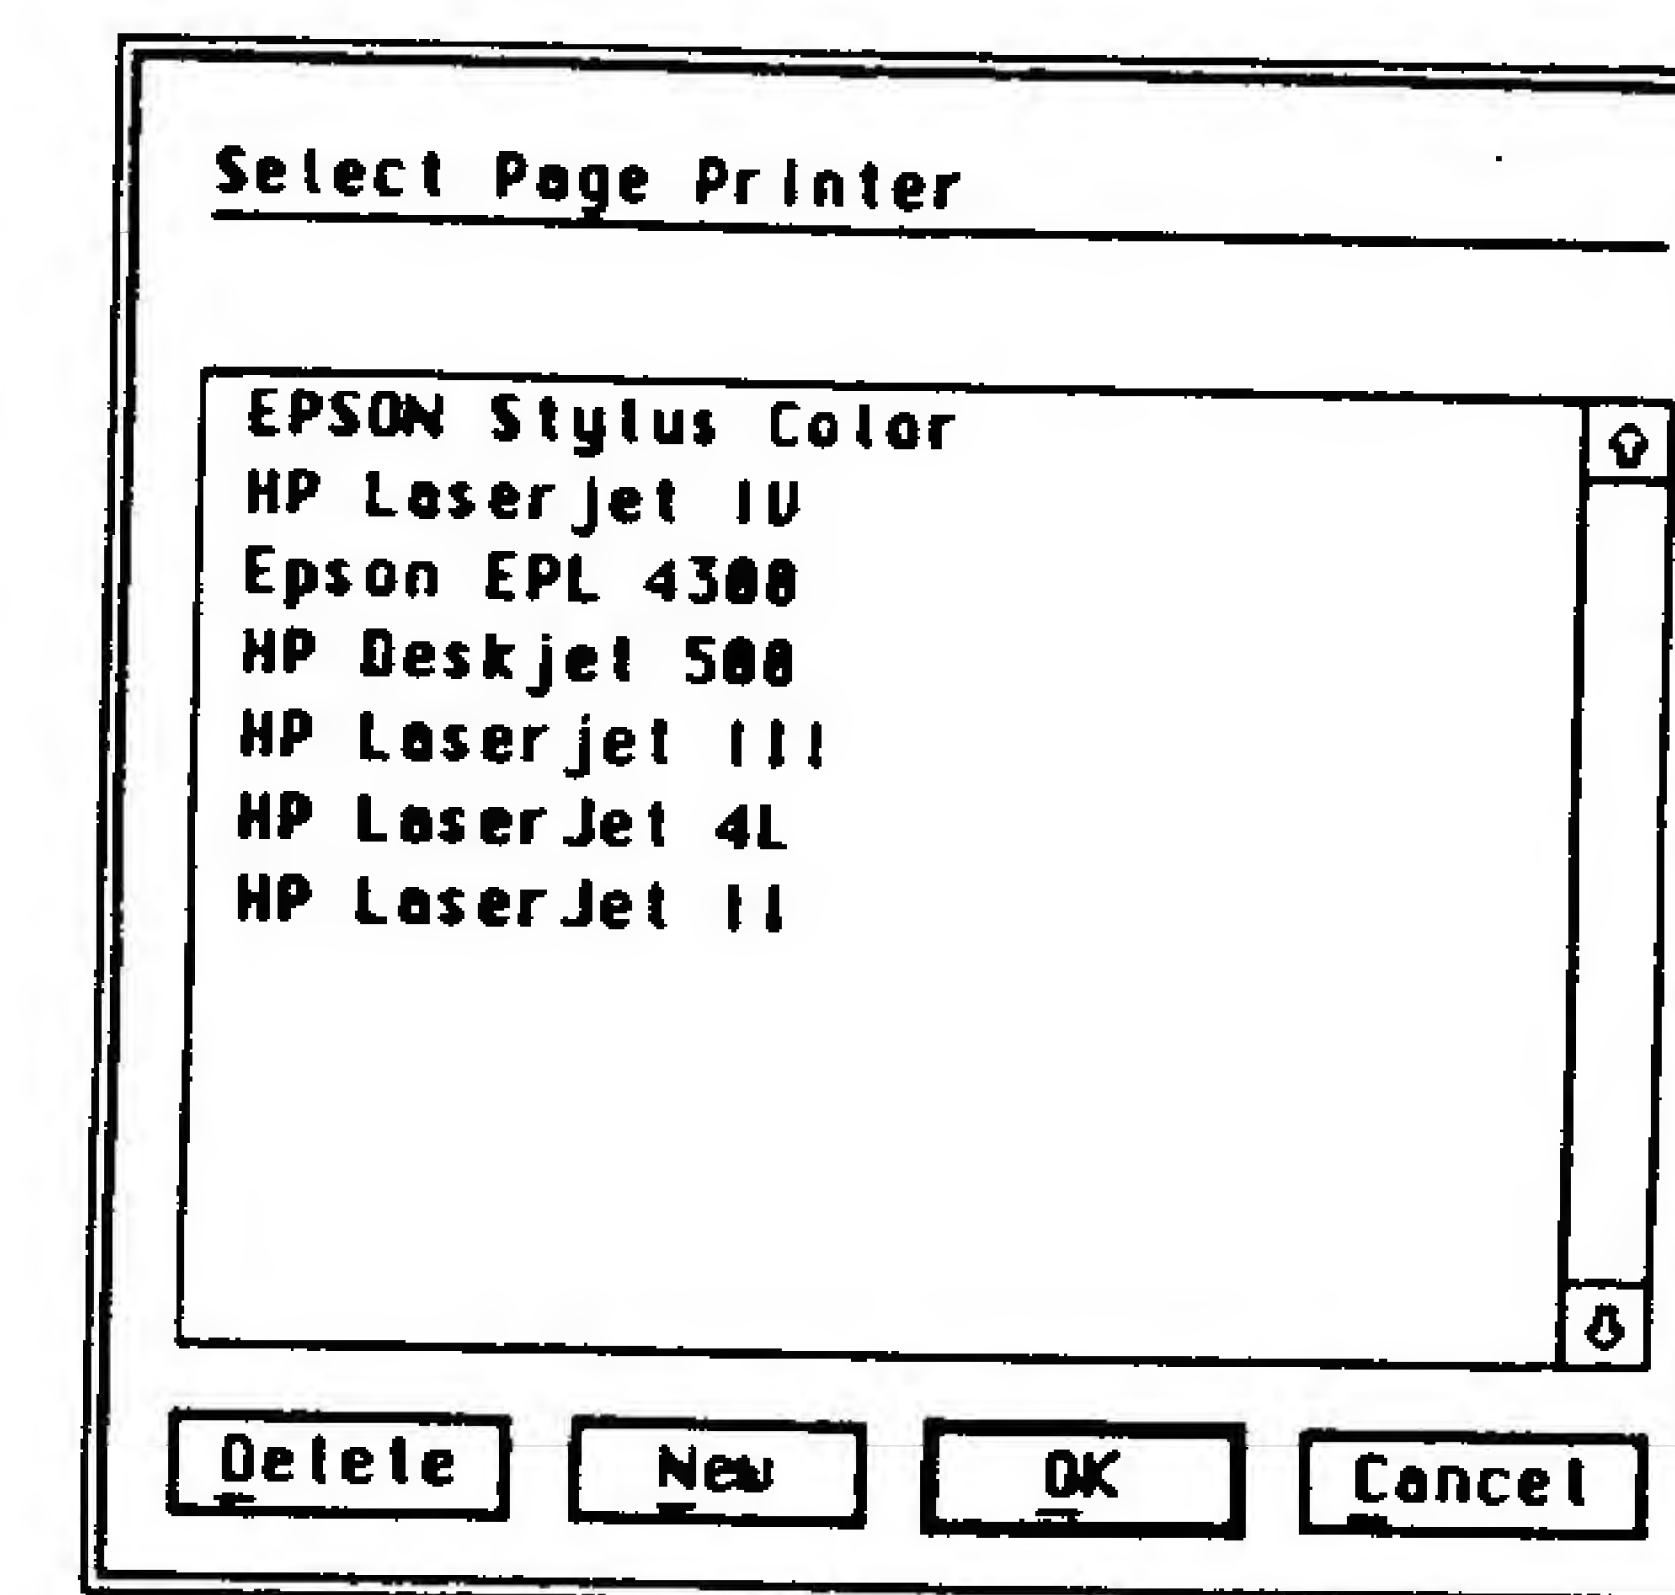 Select Page Printer
EPSON Stylus Color
HP Laserjet IV
Epson EPL 4300
HP Deskjet 500
HP Laserjet III
HP LaserJet 4L
HP LaserJet II
Delete New OK Cancel